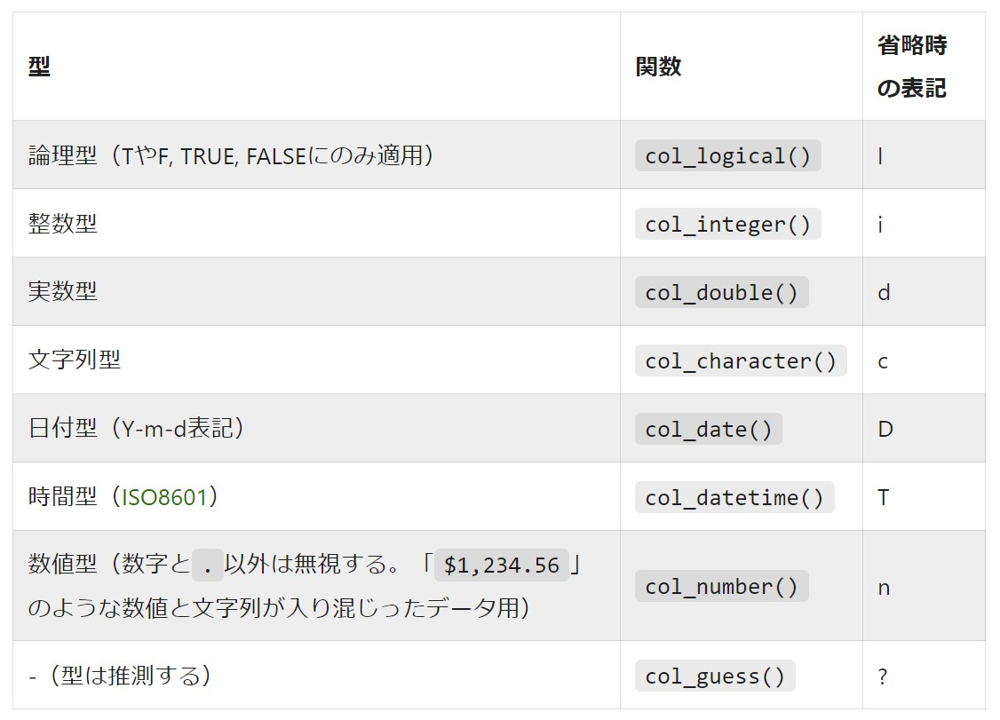 型 関数 省略時
の表記
論理型（TやF, TRUE, FALSEにのみ適用） col_logical() l
整数型 col_integer() i
実数型 col_double() d
文字列型 col_character() c
日付型（Y-m-d表記） col_date() D
時間型（ISO8601） col_datetime() T
数値型（数字と . 以外は無視する。「 $1,234.56 」
のような数値と文字列が入り混じったデータ用） col_number() n
-（型は推測する） col_guess() ?